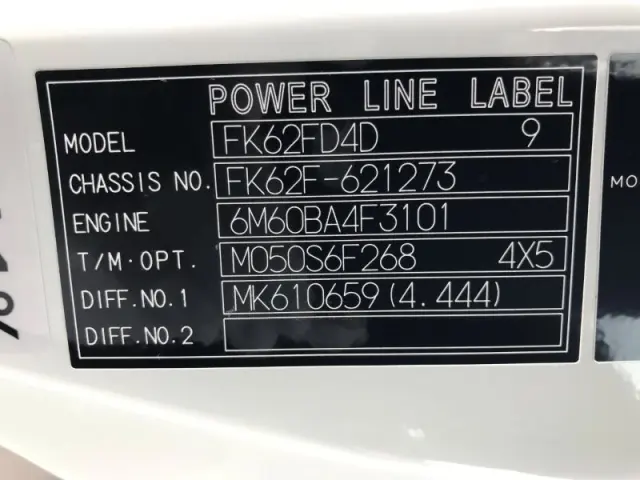 POWER LINE LABEL
MODEL FK62FD4D 9
CHASSIS NO. FK62F-621273
ENGINE 6M60BA4F3101
T/M·OPT. M050S6F268 4X5
DIFF.NO.1 MK610659(4.444)
DIFF.NO.2
MO